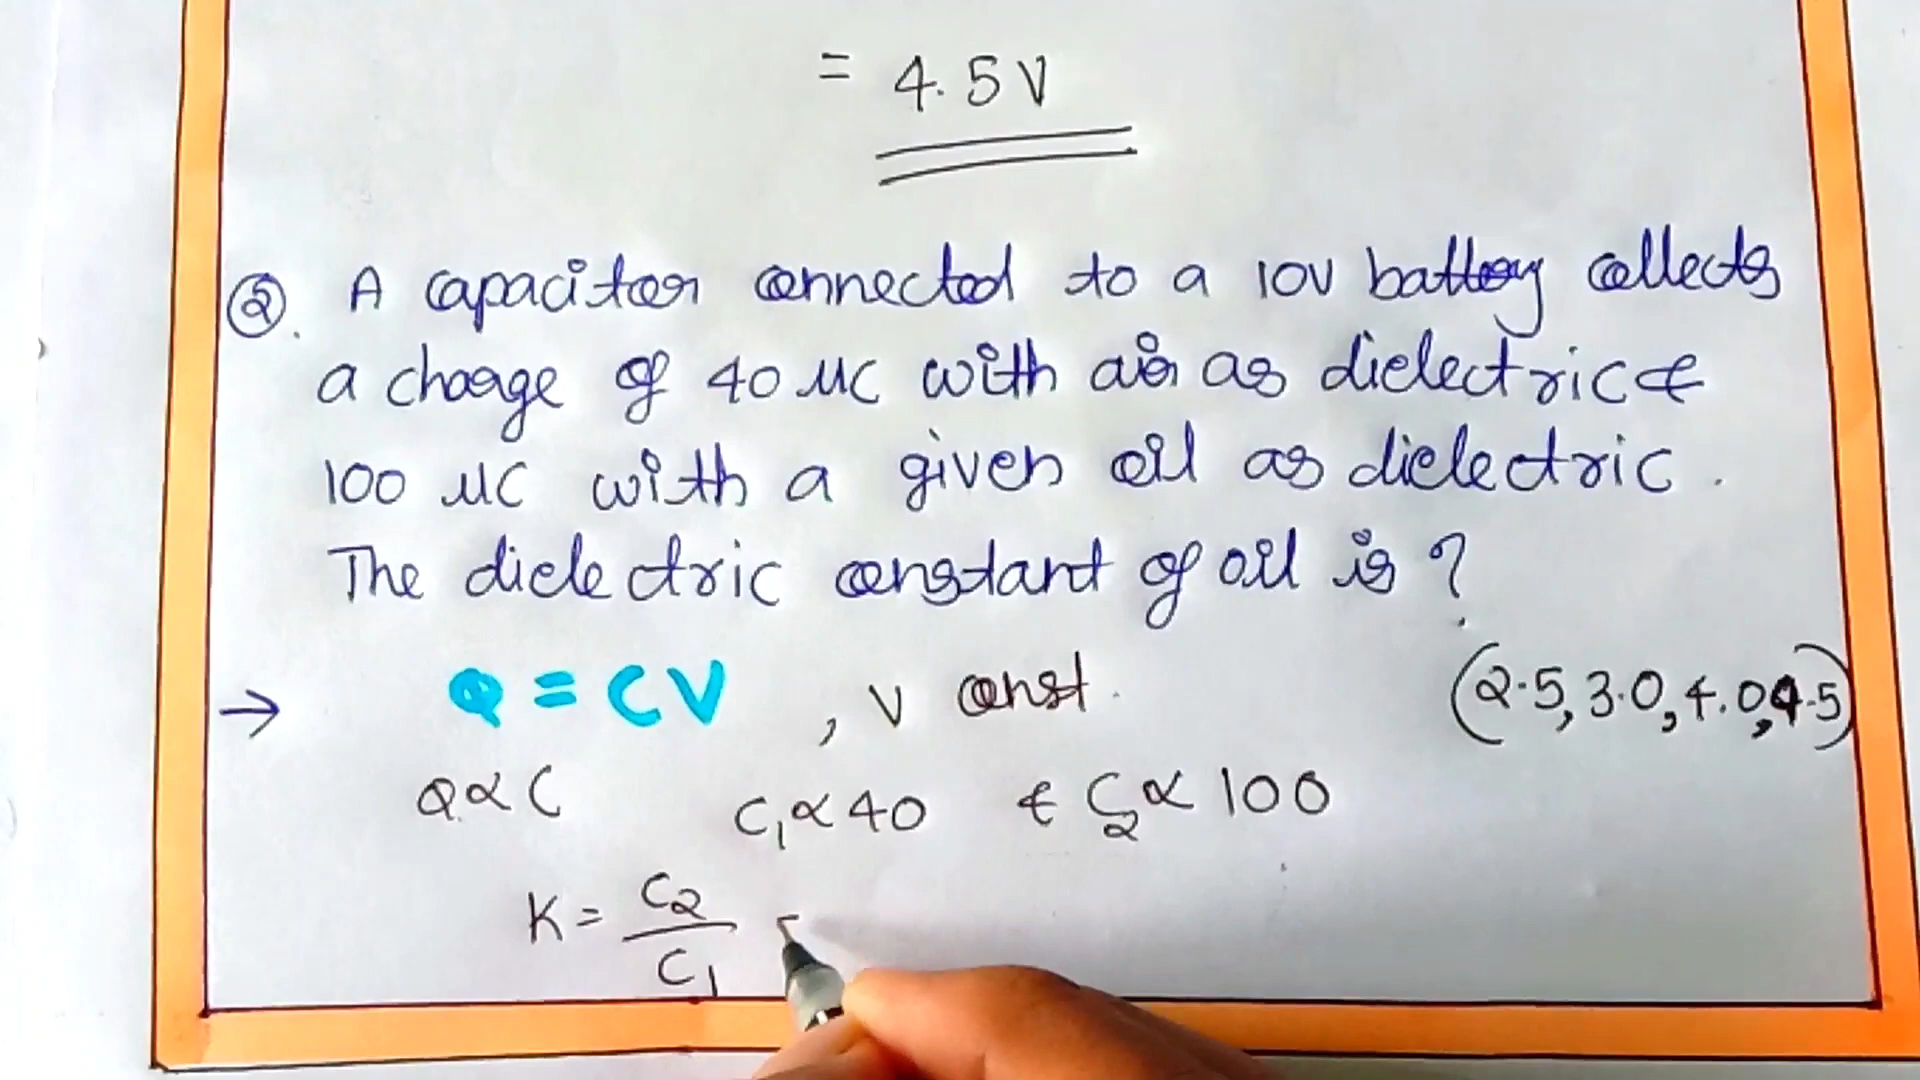 = 4.5V
Q. A capacitor connected to a 10V battery collects
a charge of 40 μC with air as dielectric &
100 μC with a given oil as dielectric.
The dielectric constant of oil is?
→ Q = CV , V const.
(2.5, 3.0, 4.0, 4.5)
Q ∝ C C₁ ∝ 40 & C₂ ∝ 100
K = C₂/C₁